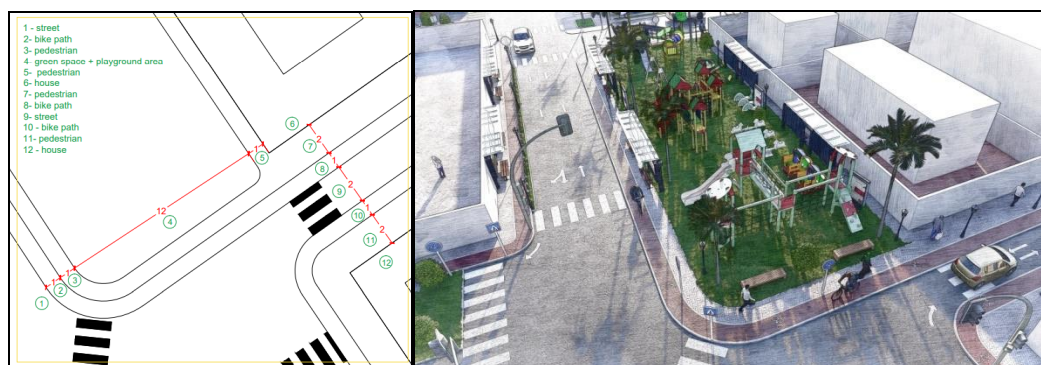 1 - street
2- bike path
3- pedestrian
4- green space + playground area
5- pedestrian
6- house
7- pedestrian
8- bike path
9- street
10 - bike path
11- pedestrian
12 - house
6
1
2
5
7
1
8
12
2
9
4
1
10
2
1
1
3
11
2
12
1